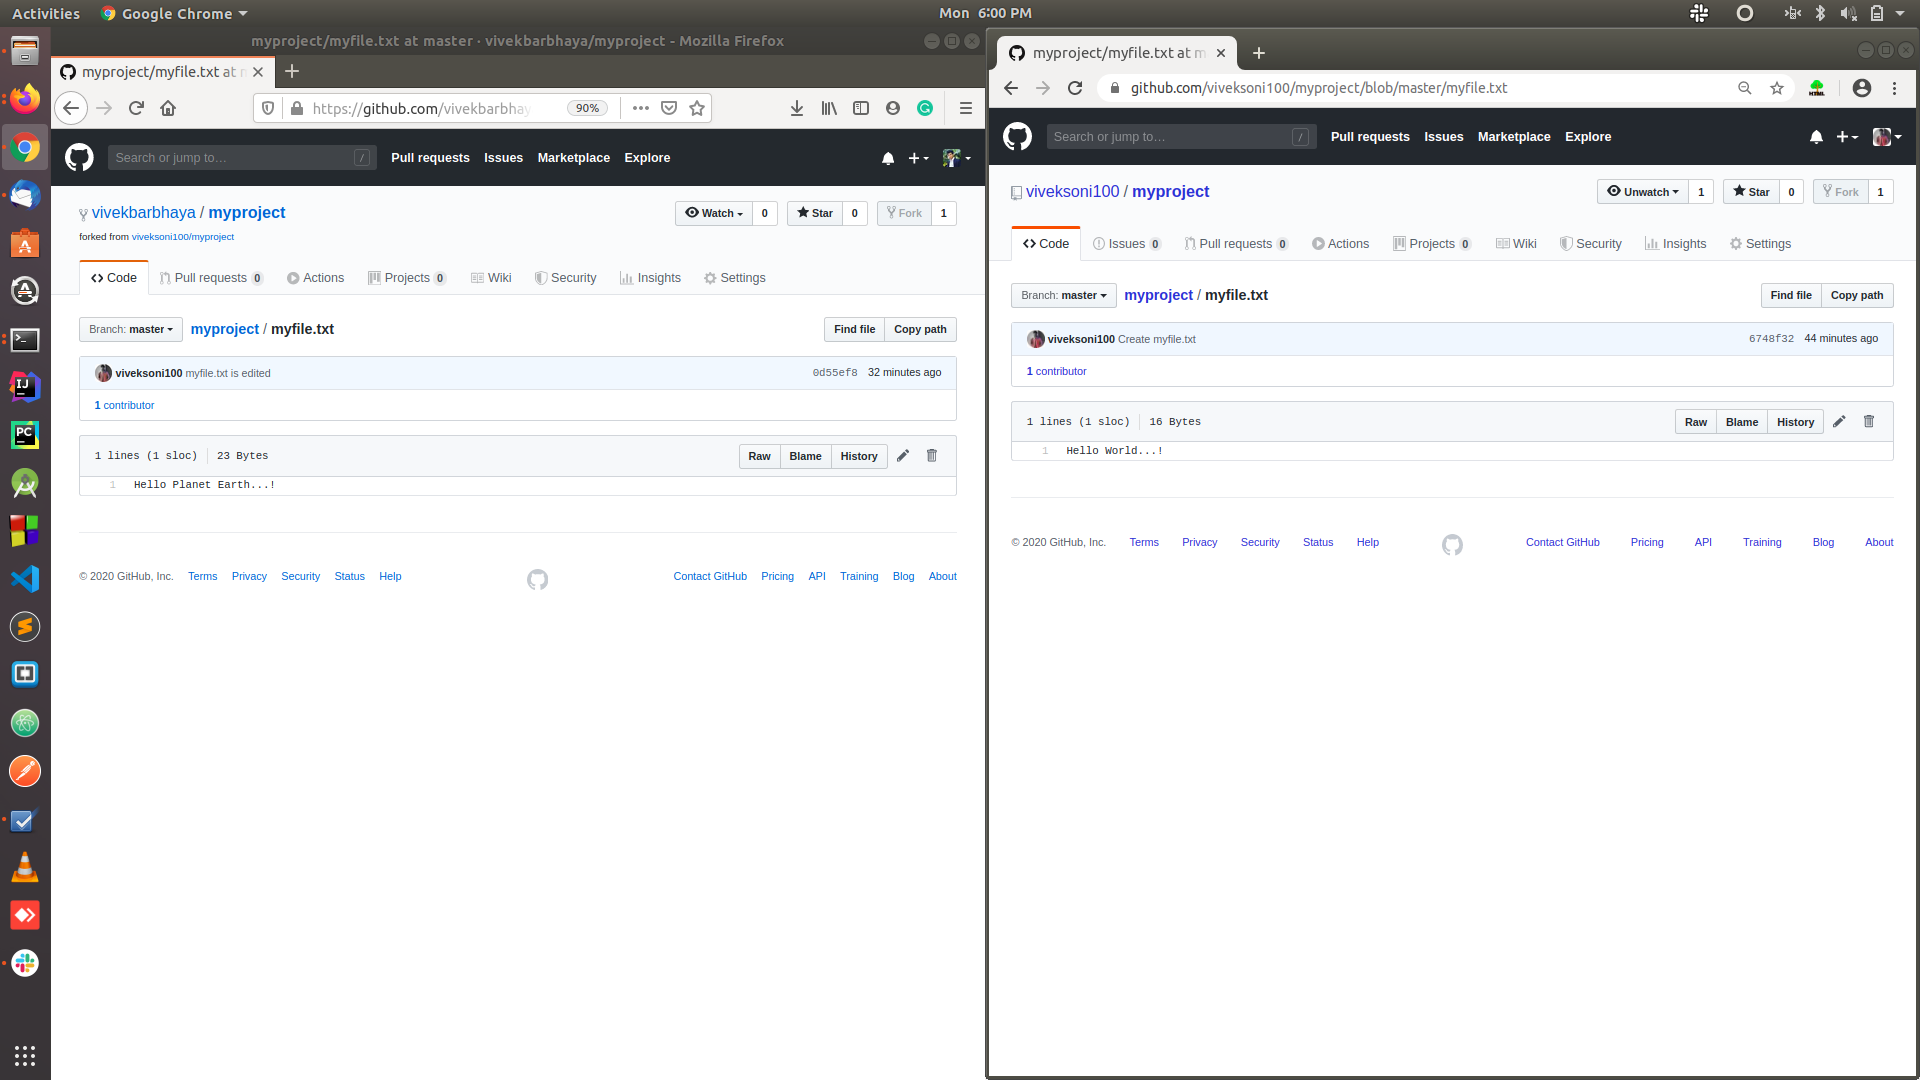 Activities Google Chrome Mon 6:00 PM
myproject/myfile.txt at master · vivekbarbhaya/myproject - Mozilla Firefox
myproject/myfile.txt at m
https://github.com/vivekbarbhay 90%
Search or jump to… / Pull requests Issues Marketplace Explore
vivekbarbhaya / myproject
Watch 0 Star 0 Fork 1
forked from viveksoni100/myproject
Code Pull requests 0 Actions Projects 0 Wiki Security Insights Settings
Branch: master myproject / myfile.txt Find file Copy path
viveksoni100 myfile.txt is edited 0d55ef8 32 minutes ago
1 contributor
1 lines (1 sloc) 23 Bytes Raw Blame History
1 Hello Planet Earth...!
© 2020 GitHub, Inc. Terms Privacy Security Status Help Contact GitHub Pricing API Training Blog About
myproject/myfile.txt at m
github.com/viveksoni100/myproject/blob/master/myfile.txt
HTML
Search or jump to… / Pull requests Issues Marketplace Explore
viveksoni100 / myproject Unwatch 1 Star 0 Fork 1
Code Issues 0 Pull requests 0 Actions Projects 0 Wiki Security Insights Settings
Branch: master myproject / myfile.txt Find file Copy path
viveksoni100 Create myfile.txt 6748f32 44 minutes ago
1 contributor
1 lines (1 sloc) 16 Bytes Raw Blame History
1 Hello World...!
© 2020 GitHub, Inc. Terms Privacy Security Status Help Contact GitHub Pricing API Training Blog About
IJ
PC